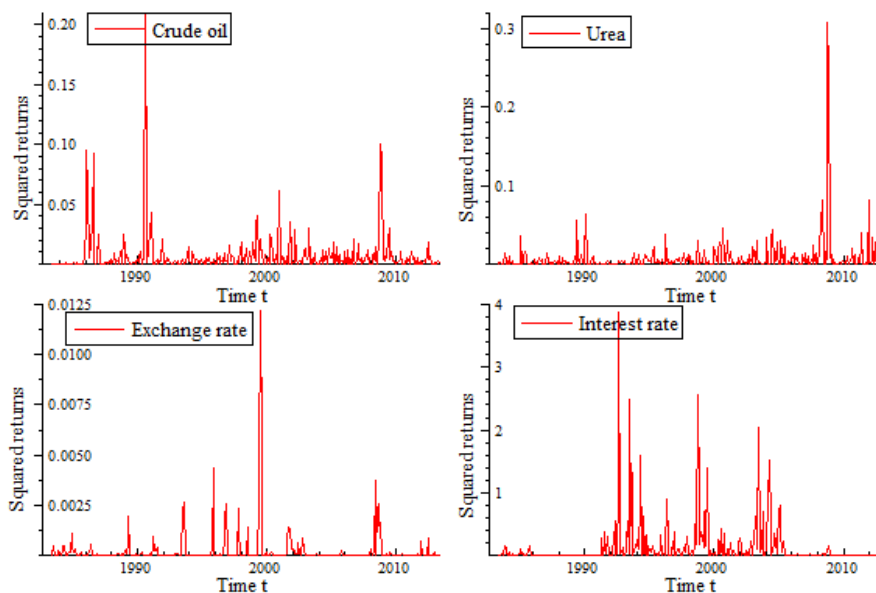 Crude oil
0.20
0.15
0.10
0.05
Squared returns
1990
2000
2010
Time t
Urea
0.3
0.2
0.1
Squared returns
1990
2000
2010
Time t
Exchange rate
0.0125
0.0100
0.0075
0.0050
0.0025
Squared returns
1990
2000
2010
Time t
Interest rate
4
3
2
1
Squared returns
1990
2000
2010
Time t